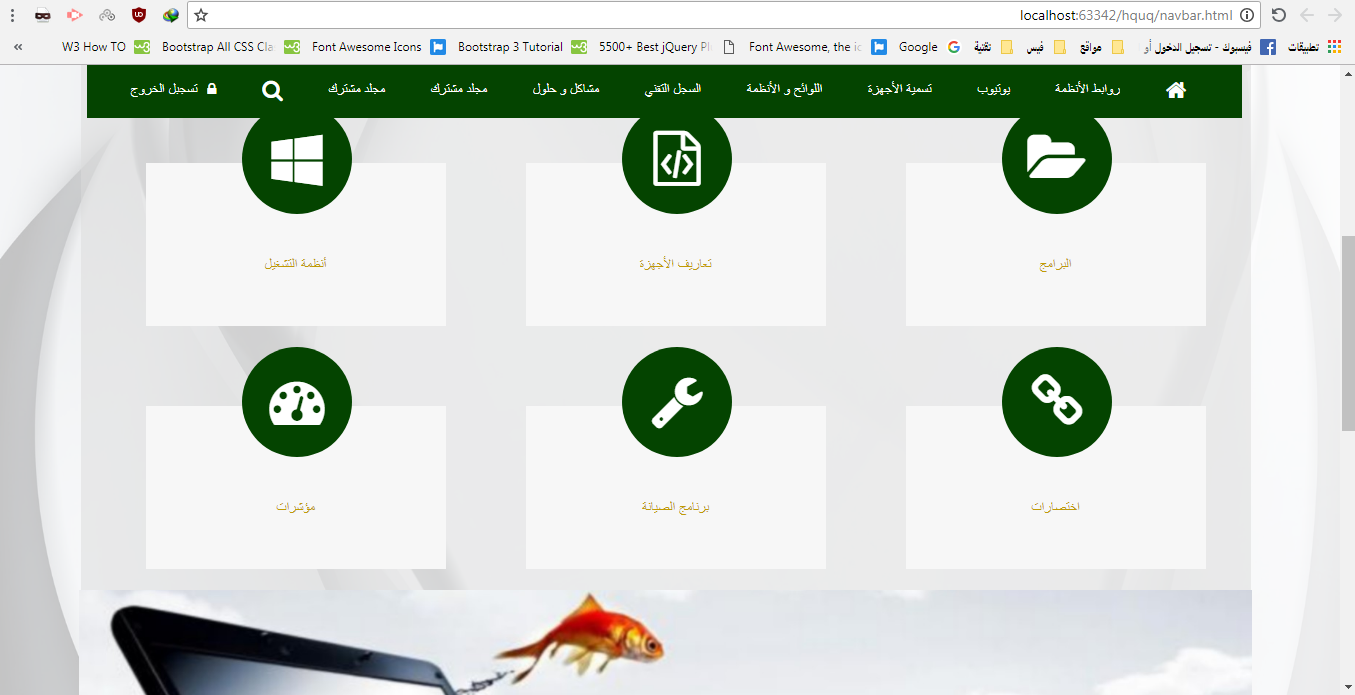 localhost:63342/hquq/navbar.html
تطبيقات
فيسبوك - تسجيل الدخول أو
مواقع
فيس
تقنية
Google
Font Awesome, the ic
5500+ Best jQuery Pl
Bootstrap 3 Tutorial
Font Awesome Icons
Bootstrap All CSS Cla
W3 How TO
»
روابط الأنظمة
يوتيوب
تسمية الأجهزة
اللوائح و الأنظمة
السجل التقني
مشاكل و حلول
مجلد مشترك
مجلد مشترك
تسجيل الخروج
البرامج
تعاريف الأجهزة
أنظمة التشغيل
اختصارات
برنامج الصيانة
مؤشرات